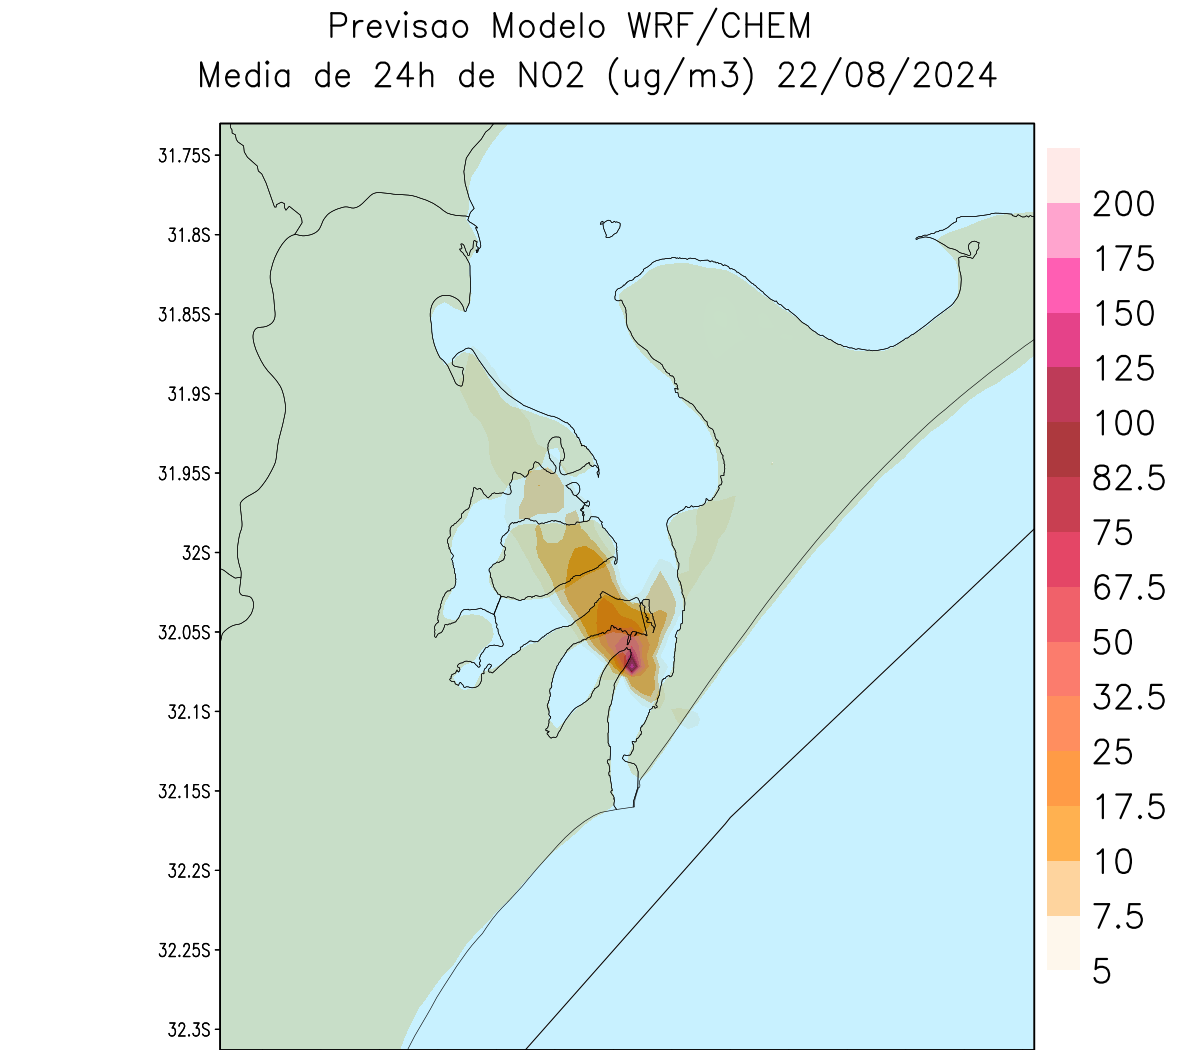 Previsao Modelo WRF/CHEM
Media de 24h de NO2 (ug/m3) 22/08/2024
31.75S
31.8S
31.85S
31.9S
31.95S
32S
32.05S
32.1S
32.15S
32.2S
32.25S
32.3S
200
175
150
125
100
82.5
75
67.5
50
32.5
25
17.5
10
7.5
5